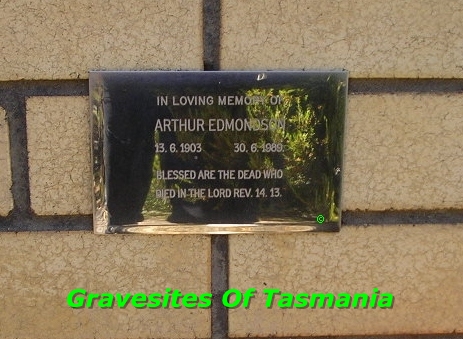 IN LOVING MEMORY OF
ARTHUR EDMONDSON
13. 6. 1903 30. 6. 1989
BLESSED ARE THE DEAD WHO
DIED IN THE LORD REV. 14. 13.
©
Gravesites Of Tasmania